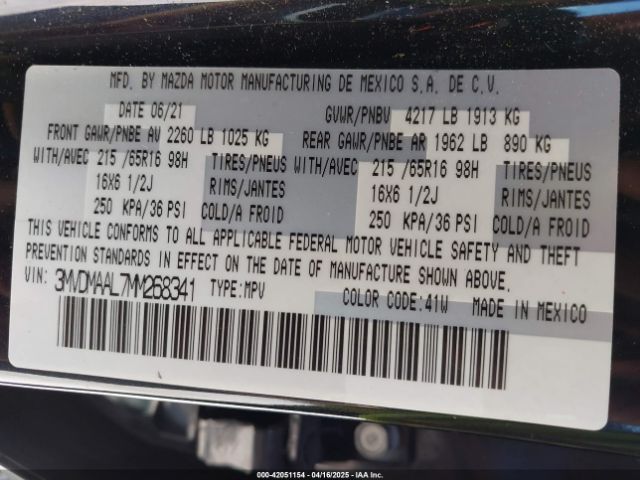 MFD. BY MAZDA MOTOR MANUFACTURING DE MEXICO S.A. DE C.V.
DATE 06/21 GVWR/PNBV 4217 LB 1913 KG
FRONT GAWR/PNBE AV 2260 LB 1025 KG REAR GAWR/PNBE AR 1962 LB 890 KG
WITH/AVEC 215 /65R16 98H TIRES/PNEUS WITH/AVEC 215 /65R16 98H TIRES/PNEUS
16X6 1/2J RIMS/JANTES 16X6 1/2J RIMS/JANTES
250 KPA/36 PSI COLD/A FROID 250 KPA/36 PSI COLD/A FROID
THIS VEHICLE CONFORMS TO ALL APPLICABLE FEDERAL MOTOR VEHICLE SAFETY AND THEFT
PREVENTION STANDARDS IN EFFECT ON THE DATE OF MANUFACTURE SHOWN ABOVE.
VIN: 3MVDMAAL7MM268341 TYPE:MPV COLOR CODE:41W MADE IN MEXICO
000-42051154 - 04/16/2025 - IAAI.com